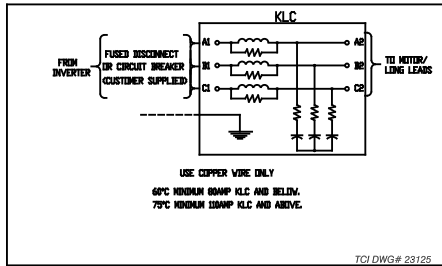 KLC
A1
A2
FROM
INVERTER
FUSED DISCONNECT
OR CIRCUIT BREAKER
(CUSTOMER SUPPLIED)
B1
B2
TO MOTOR/
LONG LEADS
C1
C2
USE COPPER WIRE ONLY
60°C MINIMUM 80AMP KLC AND BELOW.
75°C MINIMUM 110AMP KLC AND ABOVE.
TCI DWG# 23125